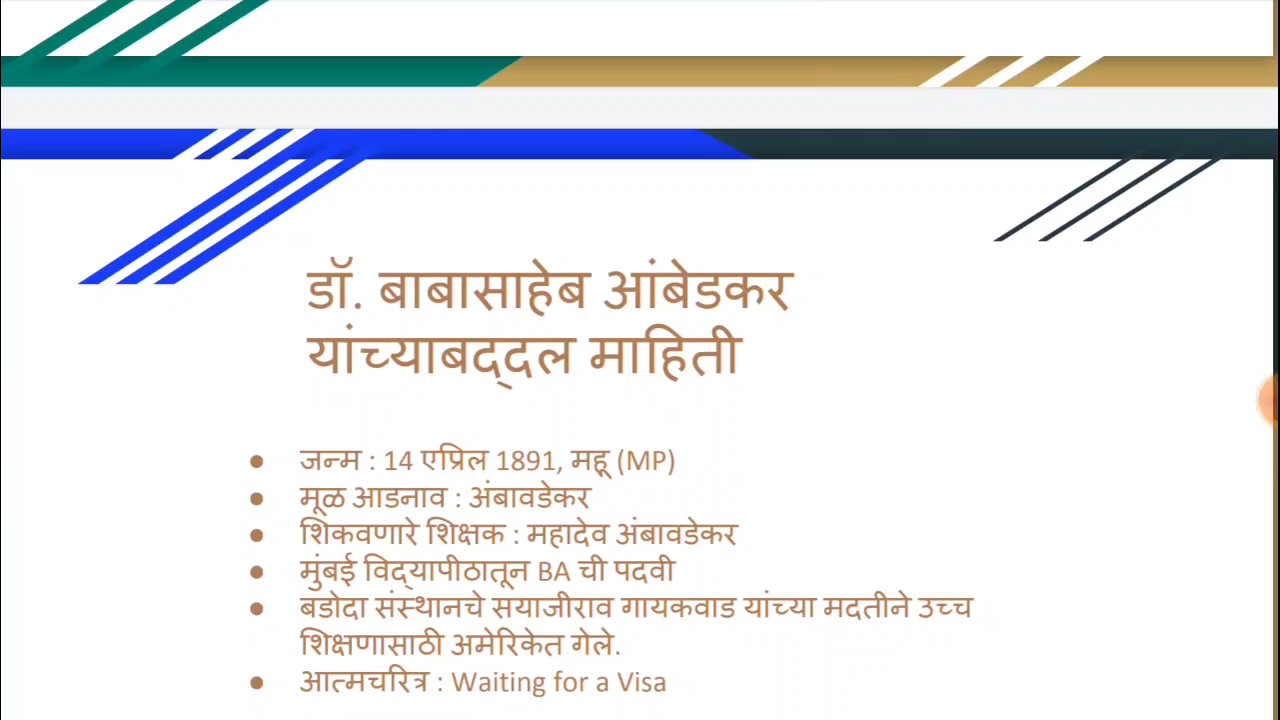 डॉ. बाबासाहेब आंबेडकर
यांच्याबद्‌दल माहिती
● जन्म : 14 एप्रिल 1891, महू (MP)
● मूळ आडनाव : अंबावडेकर
● शिकवणारे शिक्षक : महादेव अंबावडेकर
● मुंबई विद्‌यापीठातून BA ची पदवी
● बडोदा संस्थानचे सयाजीराव गायकवाड यांच्या मदतीने उच्च
शिक्षणासाठी अमेरिकेत गेले.
● आत्मचरित्र : Waiting for a Visa